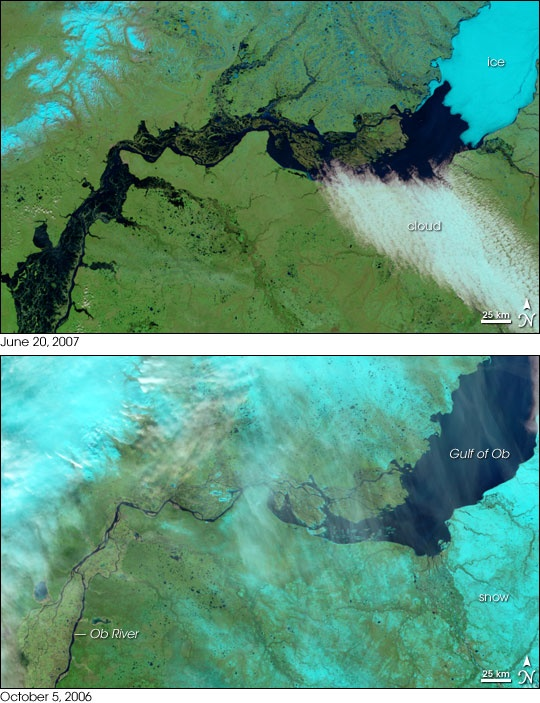 ice
cloud
25 km
N
June 20, 2007
Gulf of Ob
snow
Ob River
25 km
N
October 5, 2006